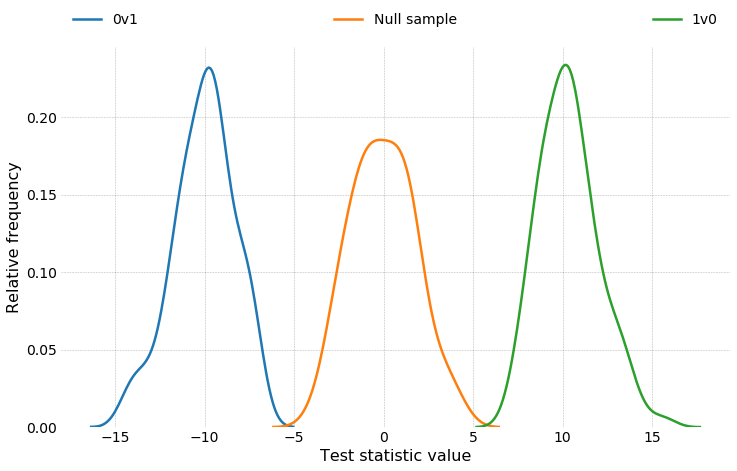 0v1 Null sample 1v0
0.20
0.15
0.10
0.05
0.00
−15 −10 −5 0 5 10 15
Relative frequency
Test statistic value